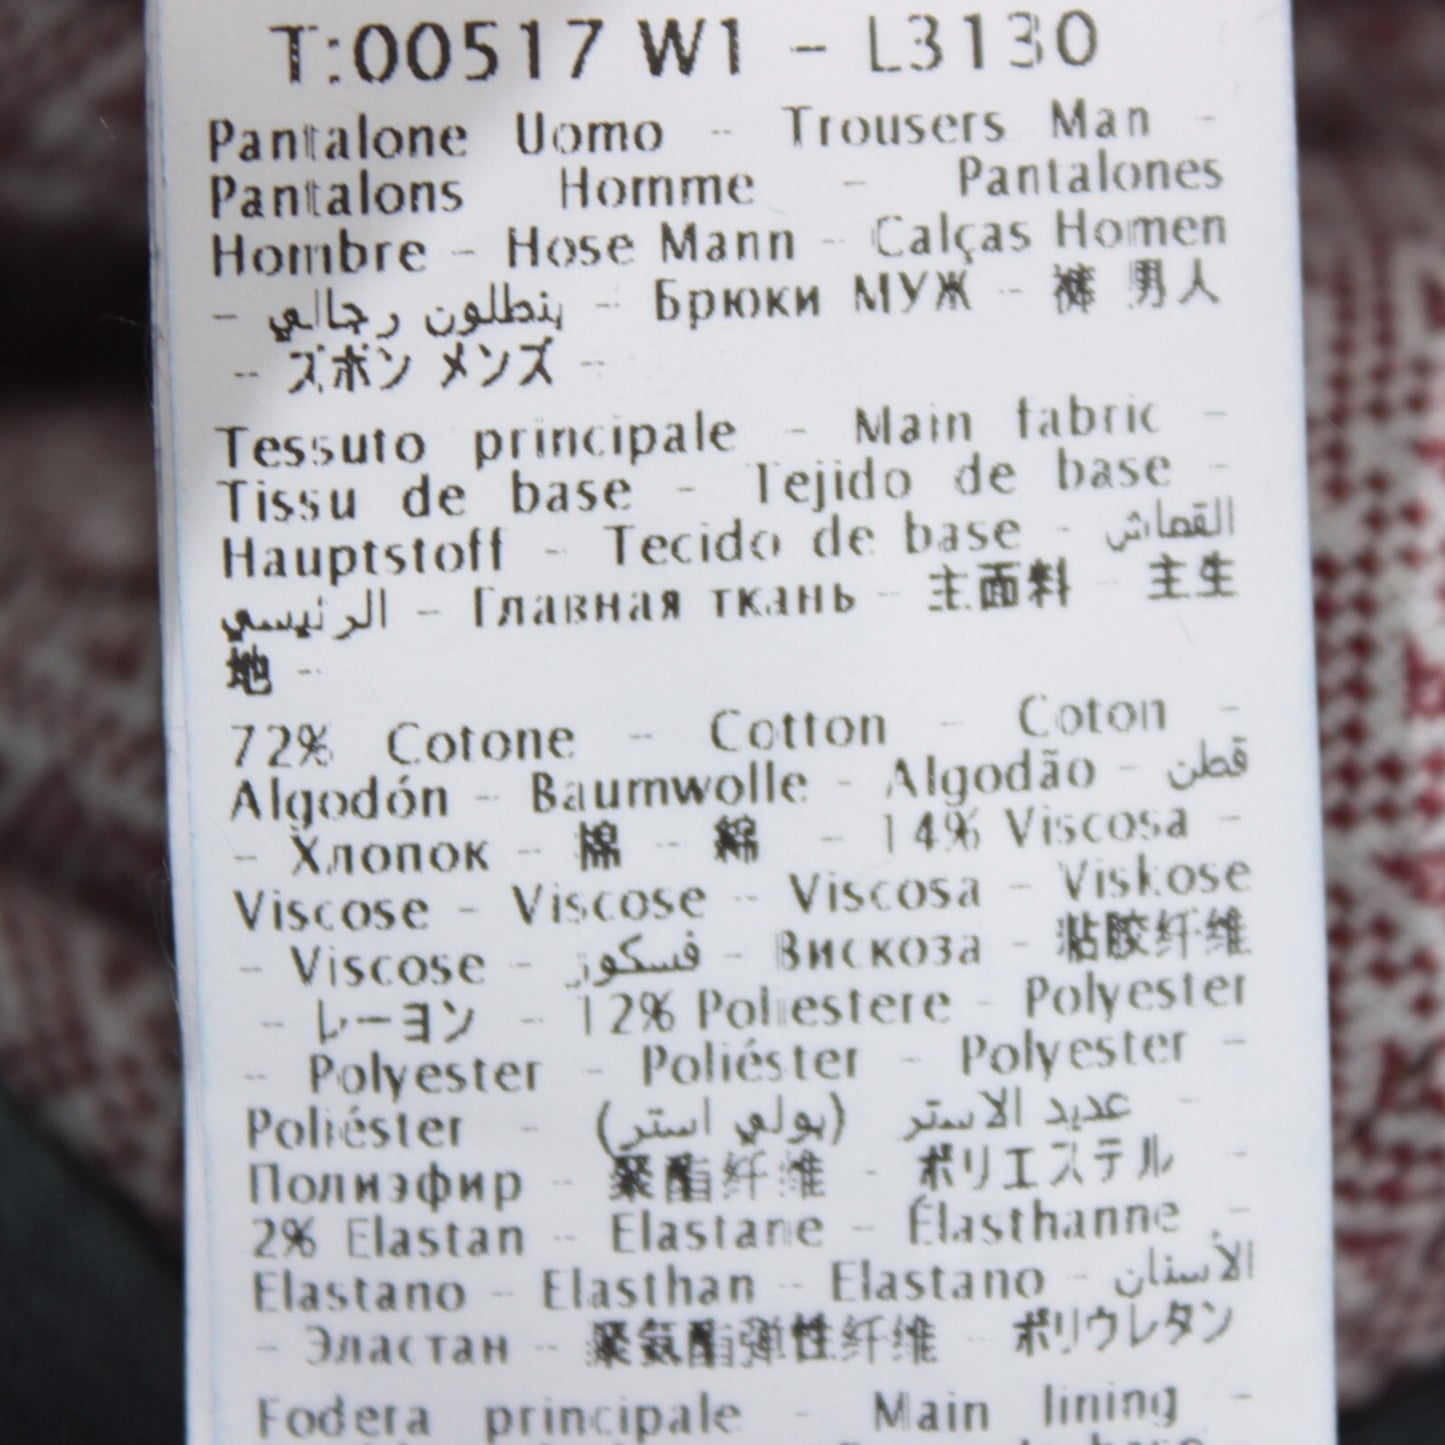 T:00517 W1 - L3130
Pantalone Uomo - Trousers Man -
Pantalons Homme - Pantalones
Hombre - Hose Mann - Calças Homen
- بنطلون رجالي - Брюки МУЖ - 裤 男人
- ズボン メンズ -
Tessuto principale - Main fabric -
Tissu de base - Tejido de base -
Hauptstoff - Tecido de base - القماش
الرئيسي - Главная ткань - 主面料 - 主生
地 -
72% Cotone - Cotton - Coton -
Algodón - Baumwolle - Algodão - قطن
- Хлопок - 棉 - 綿 - 14% Viscosa -
Viscose - Viscose - Viscosa - Viskose
- Viscose - فسكوز - Вискоза - 粘胶纤维
- レーヨン - 12% Poliestere - Polyester
- Polyester - Poliéster - Polyester -
Poliéster - عديد الاستر (بولي استر) -
Полиэфир - 聚酯纤维 - ポリエステル -
2% Elastan - Elastane - Élasthanne -
Elastano - Elasthan - Elastano - الأستان
- Эластан - 聚氨酯弹性纤维 - ポリウレタン
Fodera principale - Main lining -